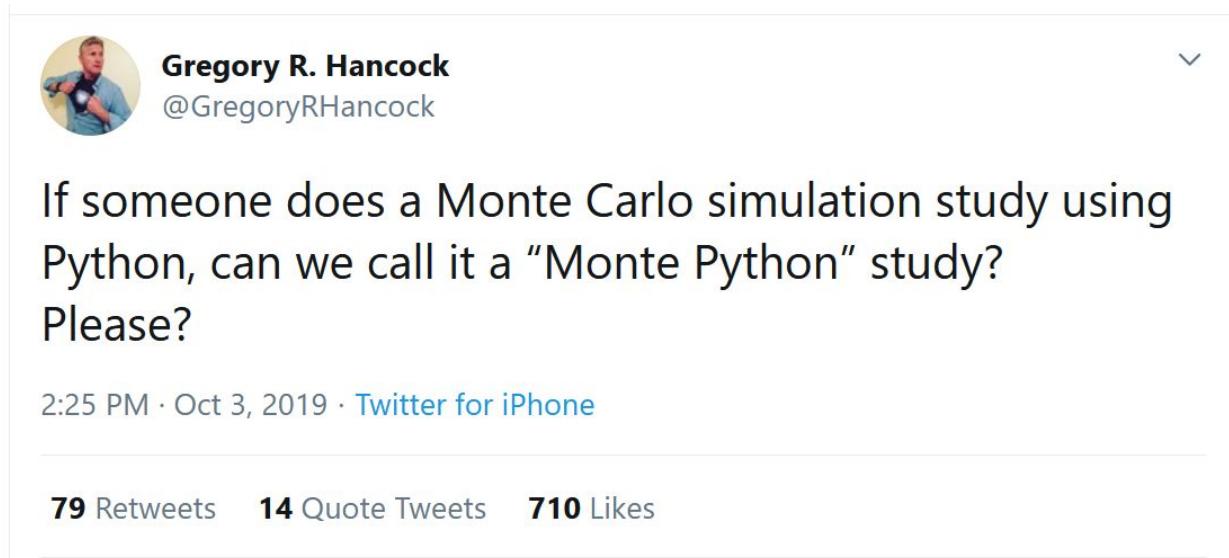 Gregory R. Hancock
@GregoryRHancock
If someone does a Monte Carlo simulation study using
Python, can we call it a “Monte Python” study?
Please?
2:25 PM · Oct 3, 2019 · Twitter for iPhone
79 Retweets 14 Quote Tweets 710 Likes